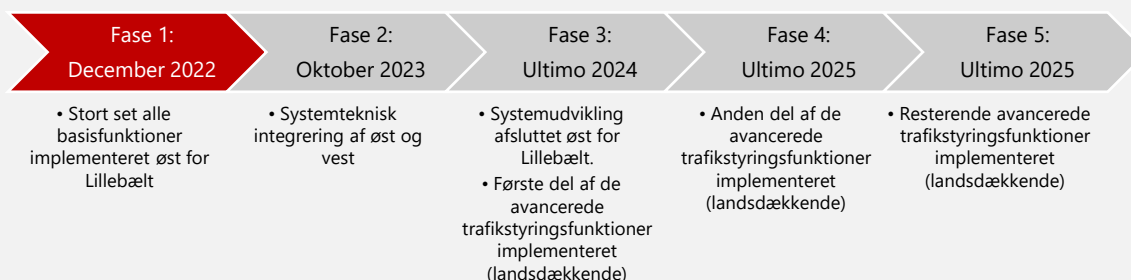 Fase 1:
December 2022
Fase 2:
Oktober 2023
Fase 3:
Ultimo 2024
Fase 4:
Ultimo 2025
Fase 5:
Ultimo 2025
• Stort set alle
basisfunktioner
implementeret øst for
Lillebælt
• Systemteknisk
integrering af øst og
vest
• Systemudvikling
afsluttet øst for
Lillebælt.
• Første del af de
avancerede
trafikstyringsfunktioner
implementeret
(landsdækkende)
• Anden del af de
avancerede
trafikstyringsfunktioner
implementeret
(landsdækkende)
• Resterende avancerede
trafikstyringsfunktioner
implementeret
(landsdækkende)